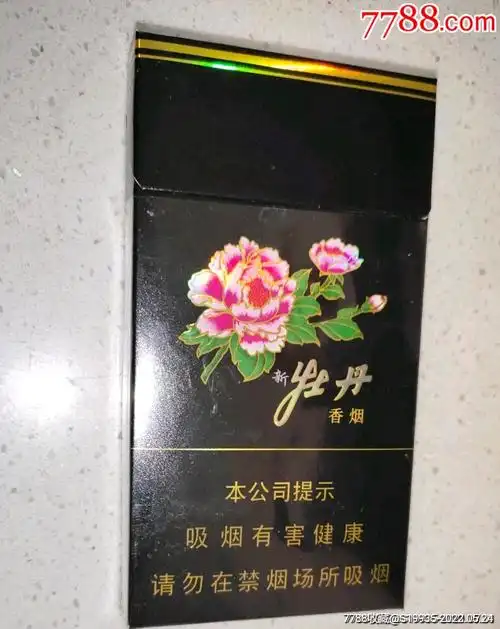 7788.com
新牡丹
香烟
本公司提示
吸烟有害健康
请勿在禁烟场所吸烟
7788收藏@S19935-2022.05.24